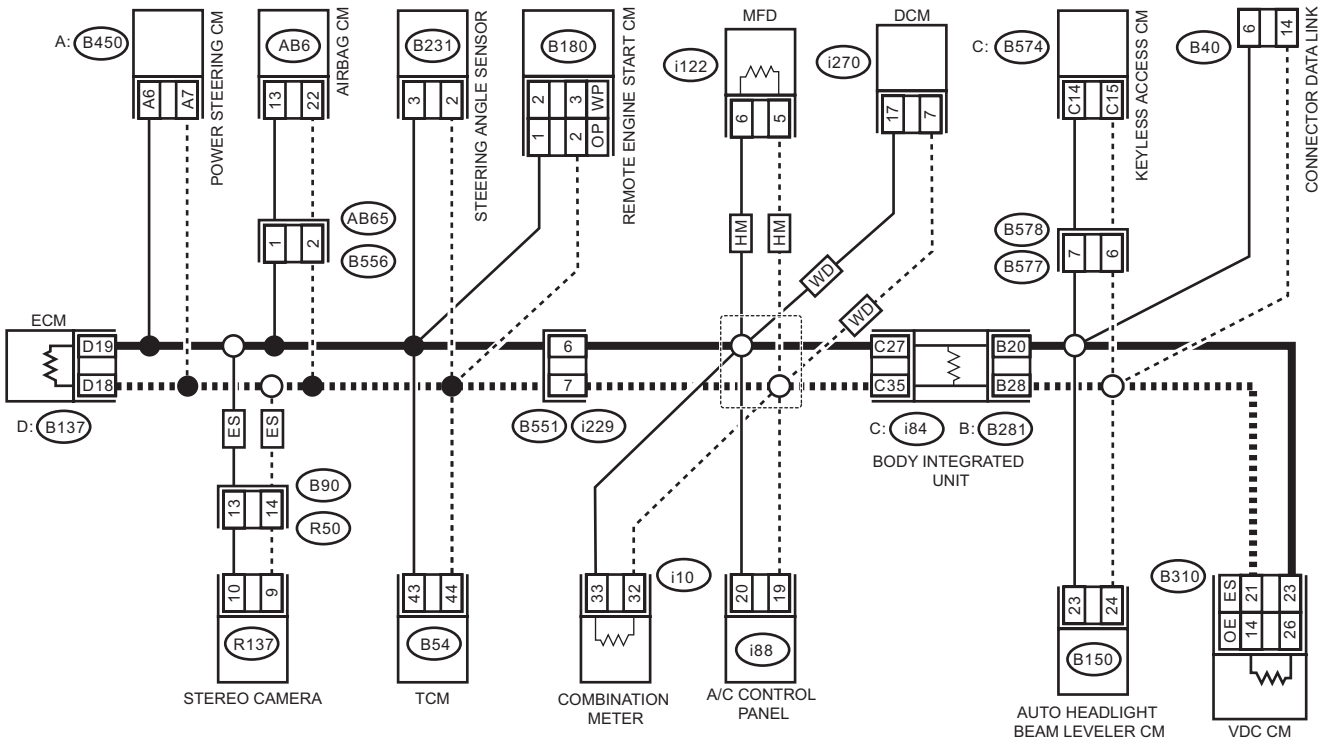 A: B450
A6 A7
POWER STEERING CM
AB6
13 22
AIRBAG CM
B231
3 2
STEERING ANGLE SENSOR
B180
2 3 WP
1 2 OP
REMOTE ENGINE START CM
MFD
i122
6 5
HM HM
DCM
i270
17 7
WD
WD
C: B574
C14 C15
KEYLESS ACCESS CM
B40
6 14
CONNECTOR DATA LINK
AB65
1 2
B556
B578
7 6
B577
ECM
D19
D18
D: B137
6
7
B551 i229
C27
C35
B20
B28
C: i84 B: B281
BODY INTEGRATED
UNIT
ES ES
B90
13 14
R50
10 9
R137
STEREO CAMERA
43 44
B54
TCM
33 32
i10
COMBINATION
METER
20 19
i88
A/C CONTROL
PANEL
23 24
B150
AUTO HEADLIGHT
BEAM LEVELER CM
B310
ES 21 23
OE 14 26
VDC CM